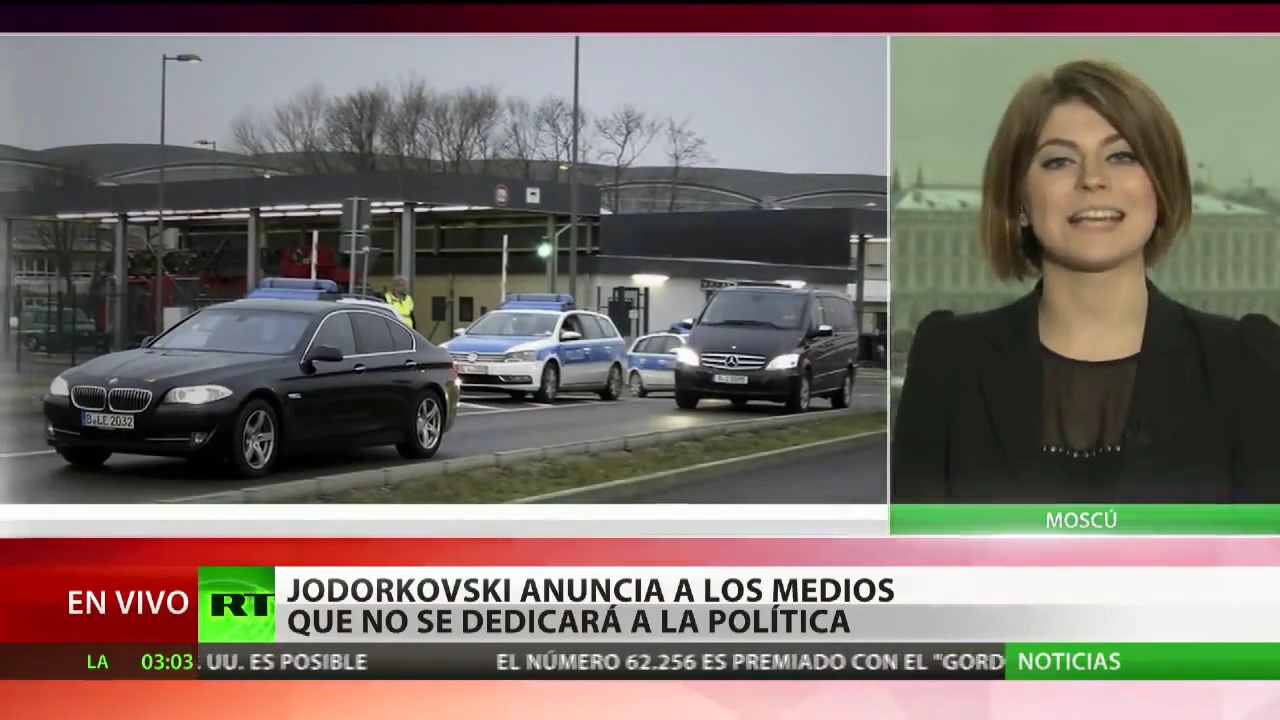 B·LE 2032
MOSCÚ
EN VIVO
RT
JODORKOVSKI ANUNCIA A LOS MEDIOS
QUE NO SE DEDICARÁ A LA POLÍTICA
LA 03:03 . UU. ES POSIBLE EL NÚMERO 62.256 ES PREMIADO CON EL "GORD NOTICIAS